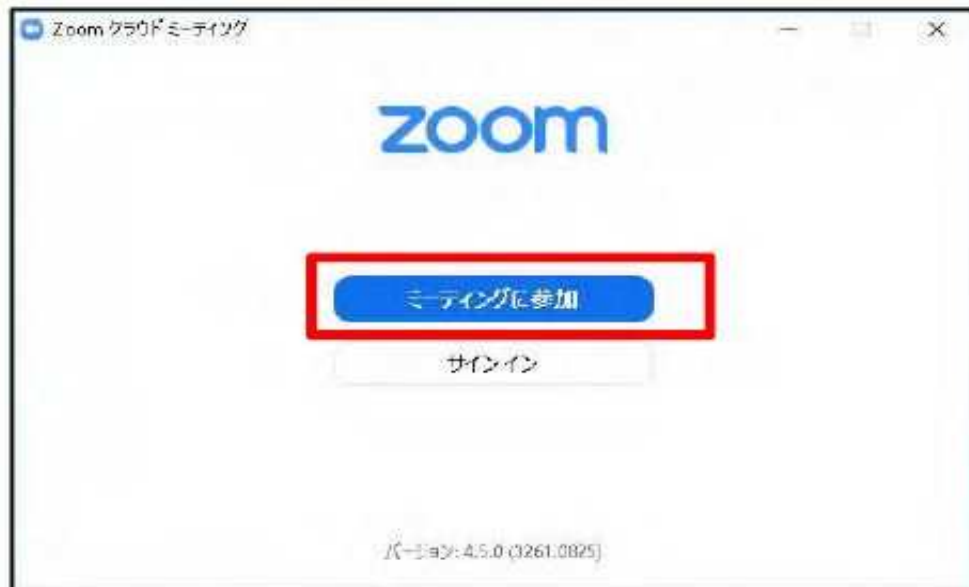 Zoom クラウド ミーティング
zoom
ミーティングに参加
サインイン
バージョン: 4.5.0 (3261.0825)